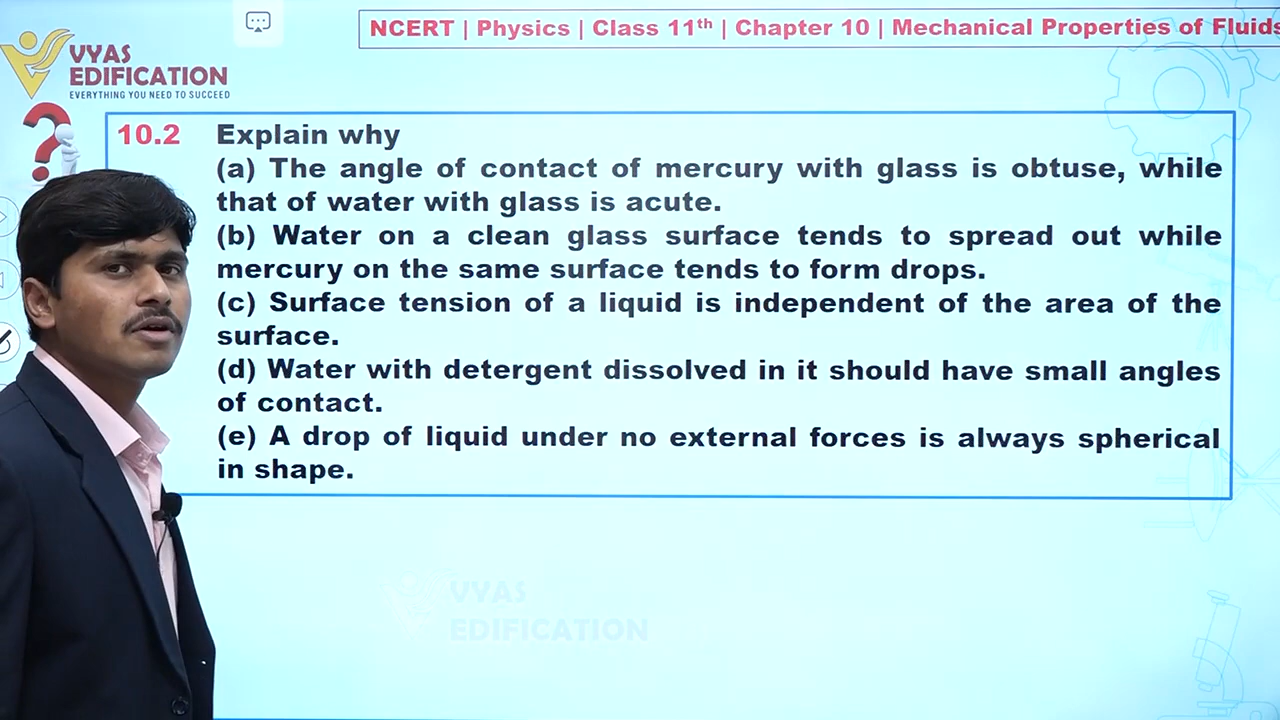 NCERT | Physics | Class 11th | Chapter 10 | Mechanical Properties of Fluids
VYAS
EDIFICATION
EVERYTHING YOU NEED TO SUCCEED
10.2 Explain why
(a) The angle of contact of mercury with glass is obtuse, while
that of water with glass is acute.
(b) Water on a clean glass surface tends to spread out while
mercury on the same surface tends to form drops.
(c) Surface tension of a liquid is independent of the area of the
surface.
(d) Water with detergent dissolved in it should have small angles
of contact.
(e) A drop of liquid under no external forces is always spherical
in shape.
VYAS
EDIFICATION